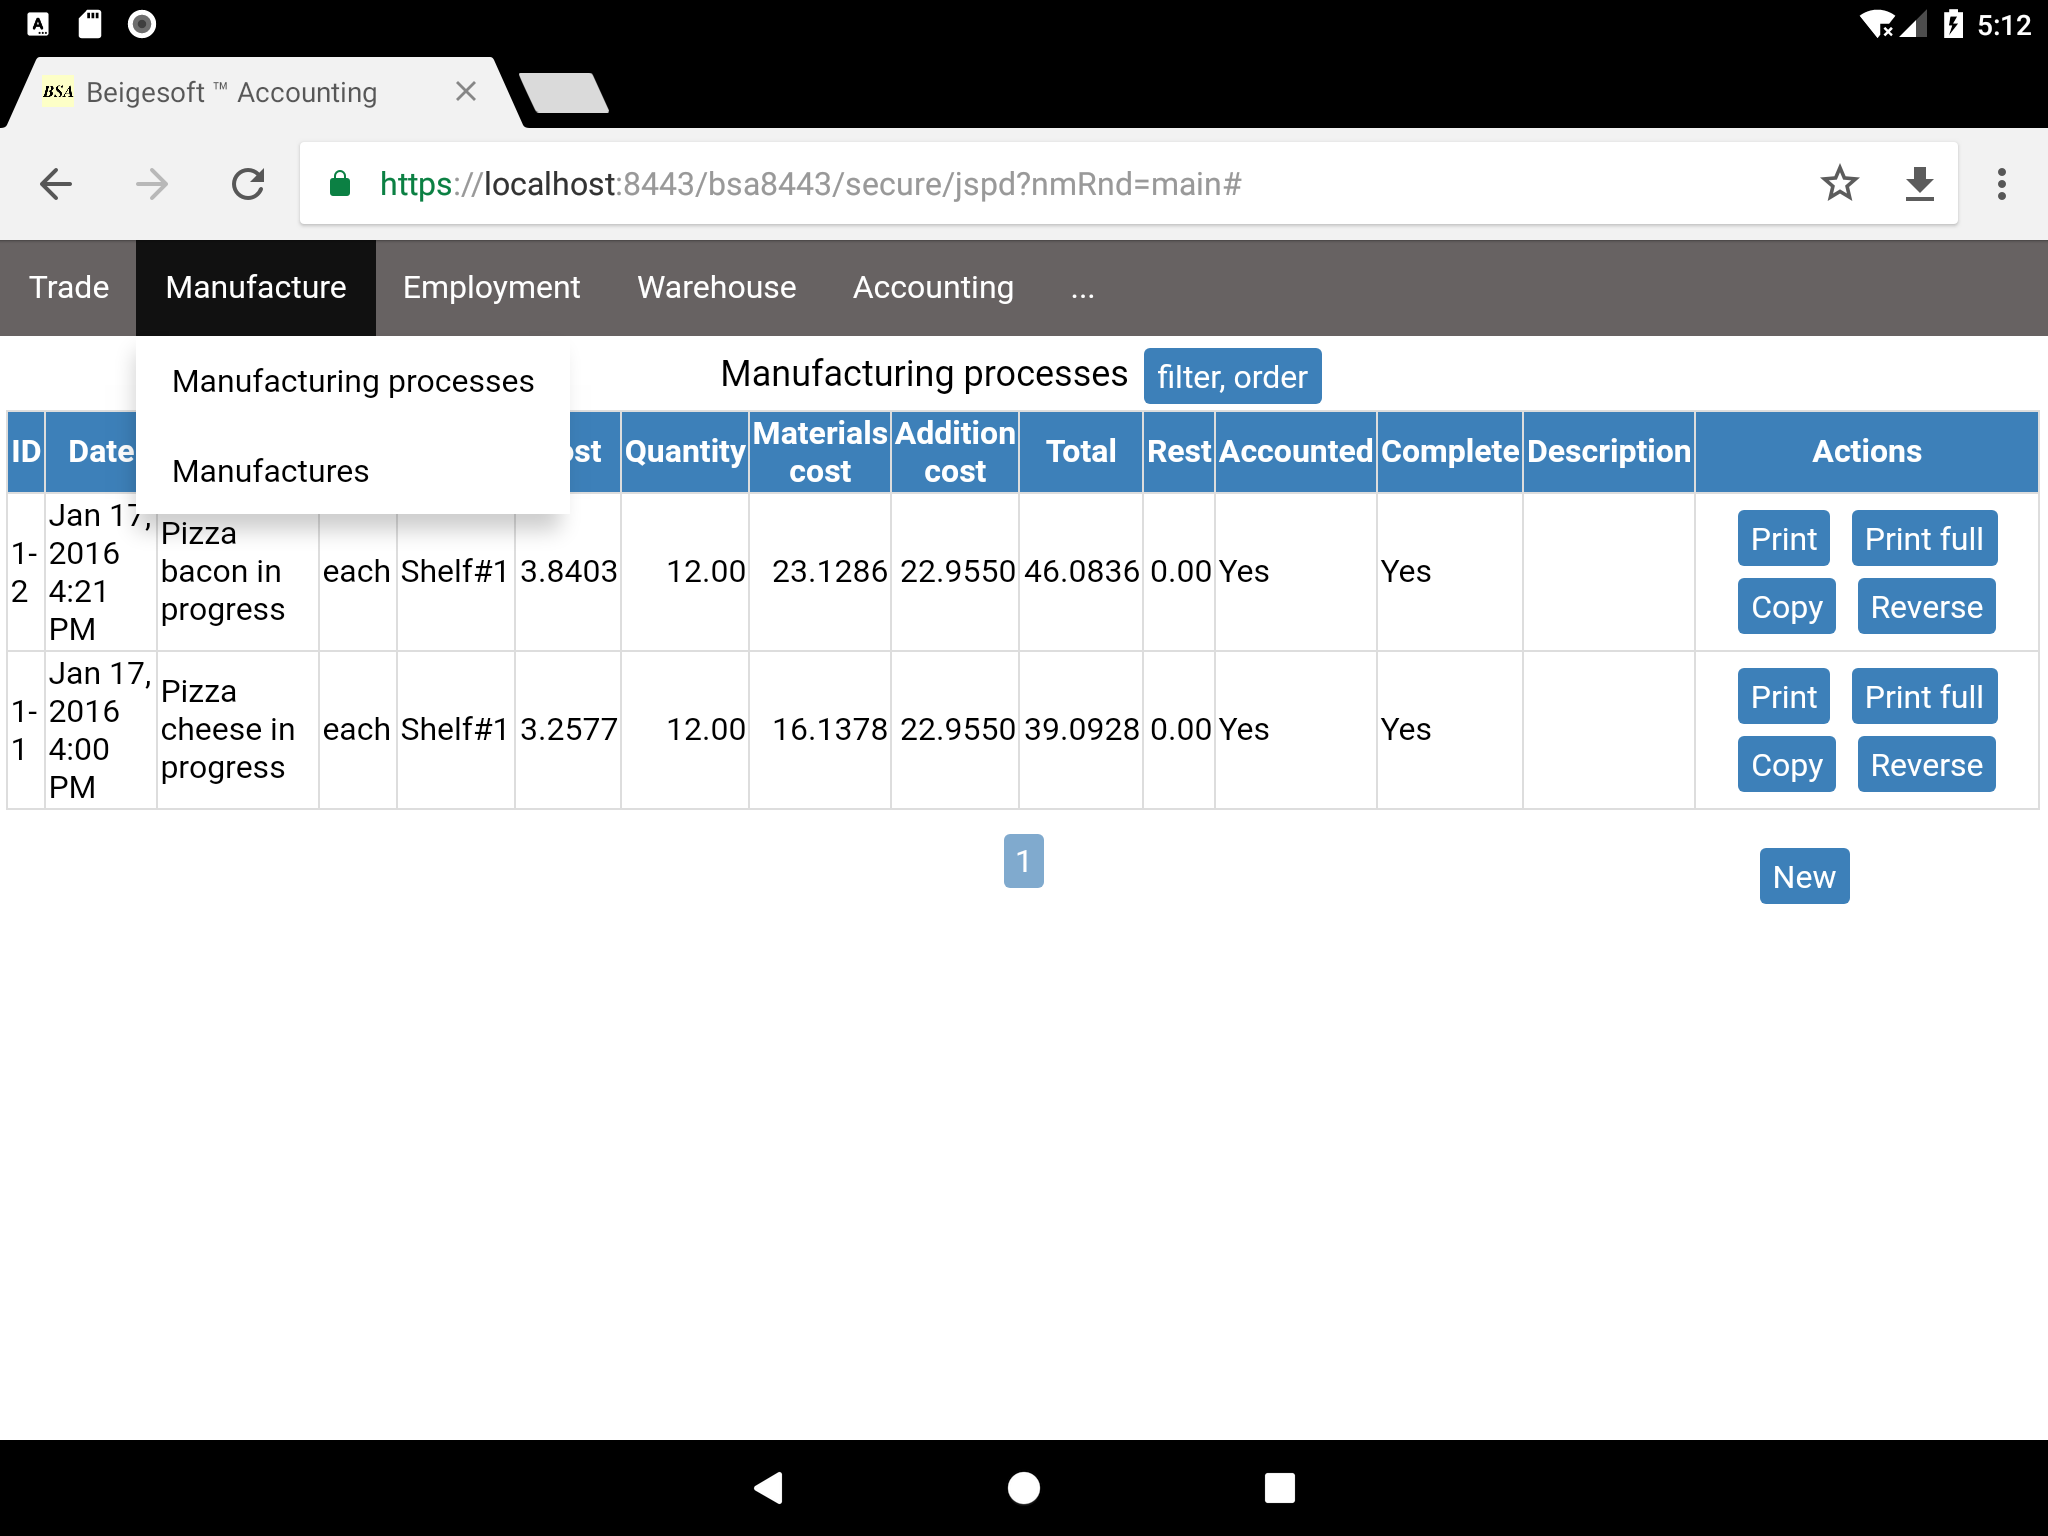 5:12
BSA Beigesoft ™ Accounting
https://localhost:8443/bsa8443/secure/jspd?nmRnd=main#
Trade Manufacture Employment Warehouse Accounting ...
Manufacturing processes
Manufactures
Manufacturing processes filter, order
ID Date ost Quantity Materials cost Addition cost Total Rest Accounted Complete Description Actions
1-2 Jan 17, 2016 4:21 PM Pizza bacon in progress each Shelf#1 3.8403 12.00 23.1286 22.9550 46.0836 0.00 Yes Yes Print Print full Copy Reverse
1-1 Jan 17, 2016 4:00 PM Pizza cheese in progress each Shelf#1 3.2577 12.00 16.1378 22.9550 39.0928 0.00 Yes Yes Print Print full Copy Reverse
1
New